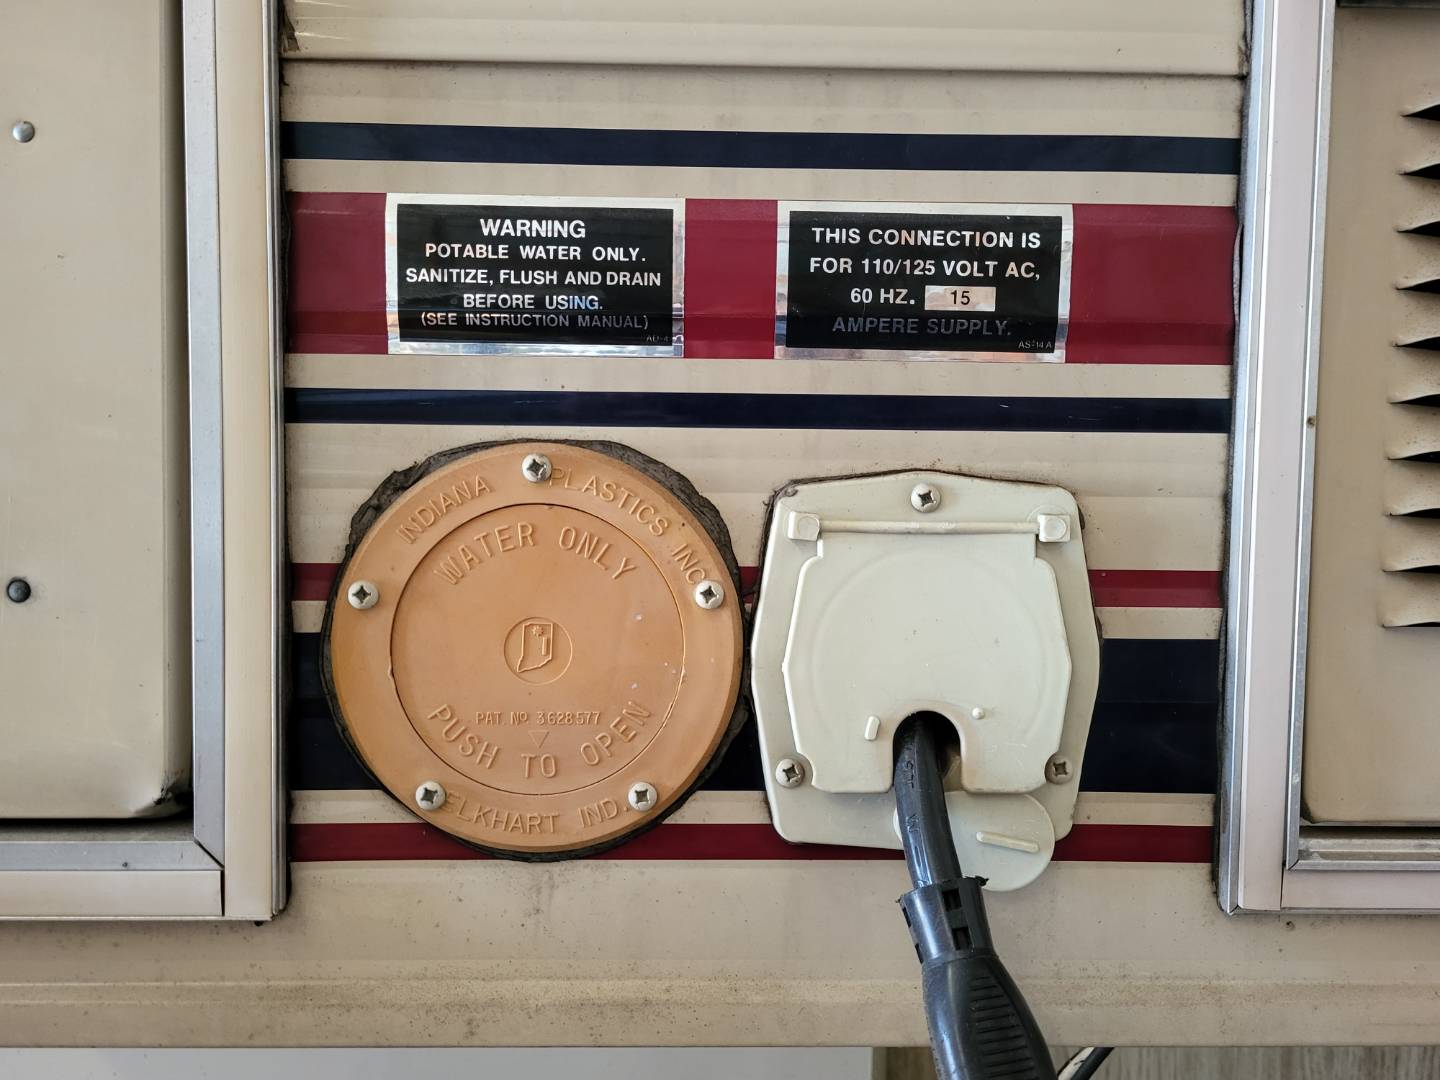 WARNING
POTABLE WATER ONLY.
SANITIZE, FLUSH AND DRAIN
BEFORE USING.
(SEE INSTRUCTION MANUAL)
THIS CONNECTION IS
FOR 110/125 VOLT AC,
60 HZ. 15
AMPERE SUPPLY.
AS-14A
INDIANA PLASTICS INC.
WATER ONLY
PAT. No 3628577
PUSH TO OPEN
ELKHART IND.